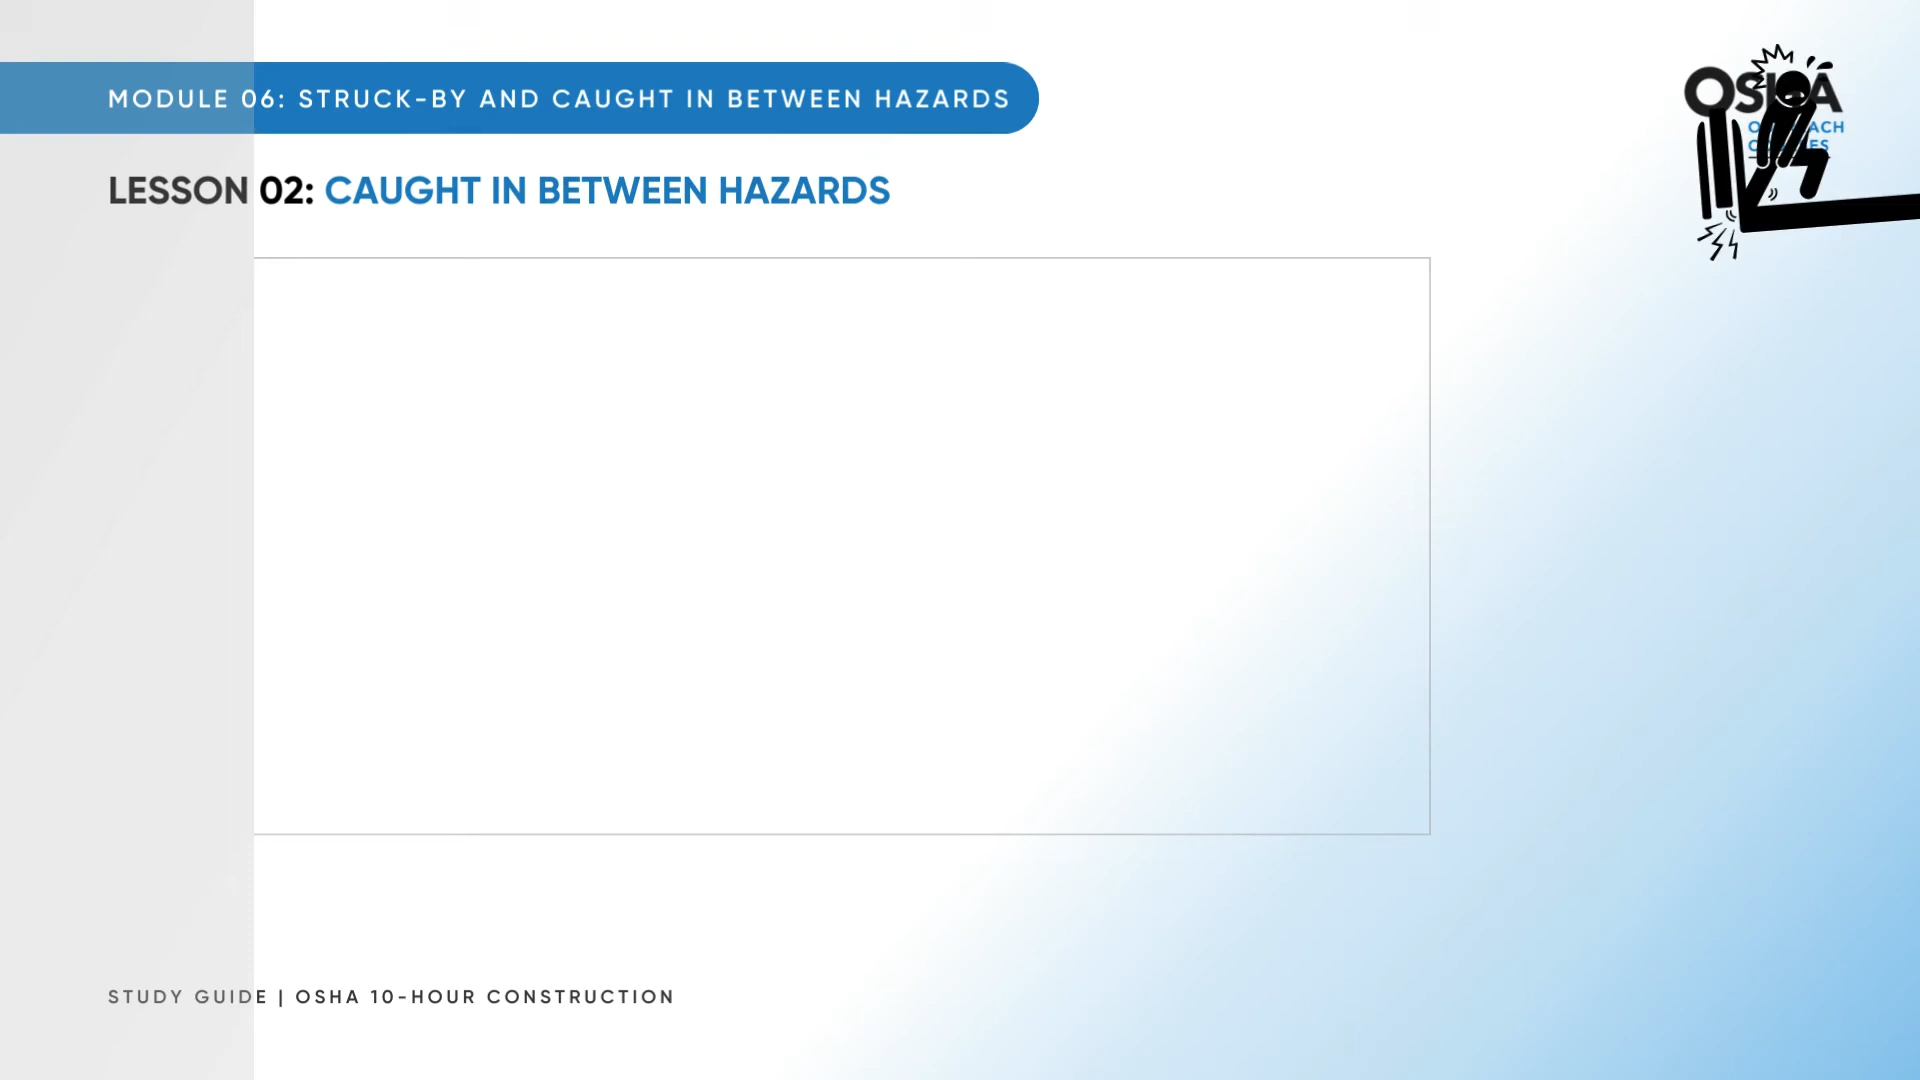 MODULE 06: STRUCK-BY AND CAUGHT IN BETWEEN HAZARDS
LESSON 02: CAUGHT IN BETWEEN HAZARDS
OSHA
STUDY GUIDE | OSHA 10-HOUR CONSTRUCTION